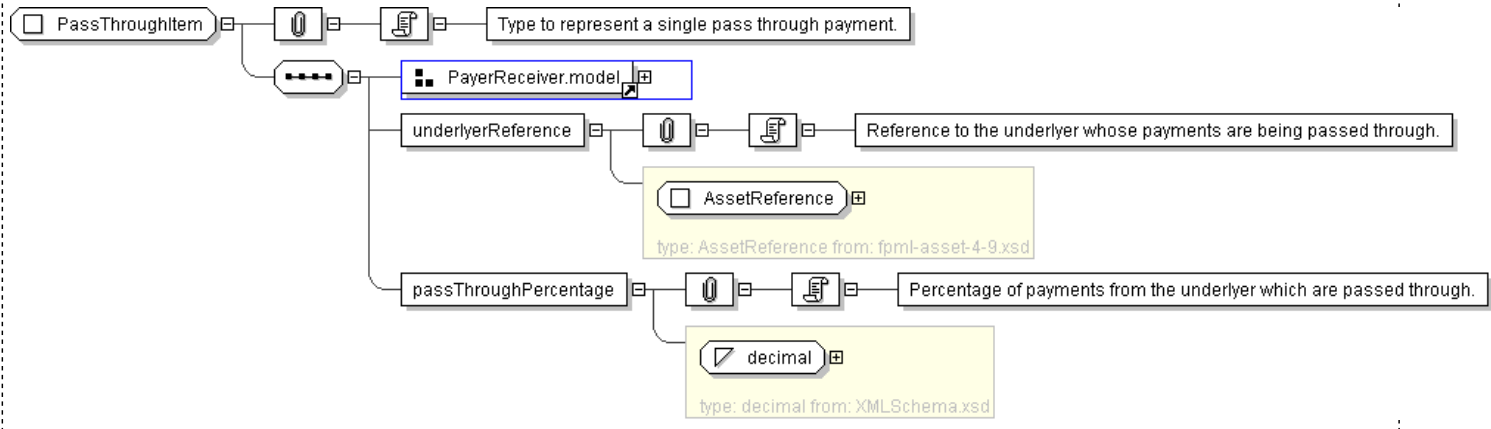 PassThroughItem
Type to represent a single pass through payment.
PayerReceiver.model
underlyerReference
Reference to the underlyer whose payments are being passed through.
AssetReference
type: AssetReference from: fpml-asset-4-9.xsd
passThroughPercentage
Percentage of payments from the underlyer which are passed through.
decimal
type: decimal from: XMLSchema.xsd